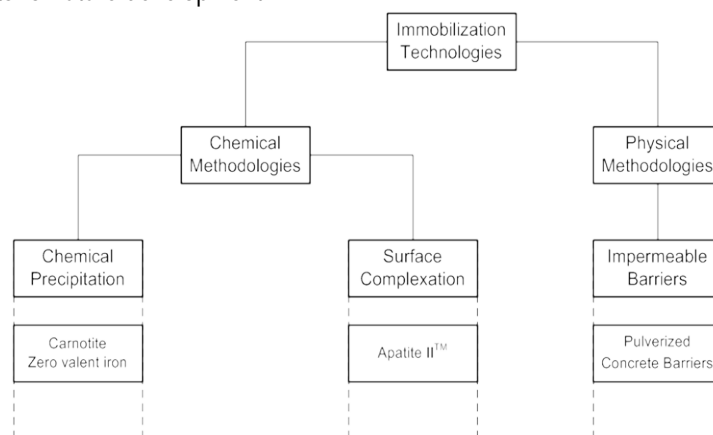 Immobilization
Technologies
Chemical
Methodologies
Physical
Methodologies
Chemical
Precipitation
Surface
Complexation
Impermeable
Barriers
Carnotite
Zero valent iron
Apatite II™
Pulverized
Concrete Barriers